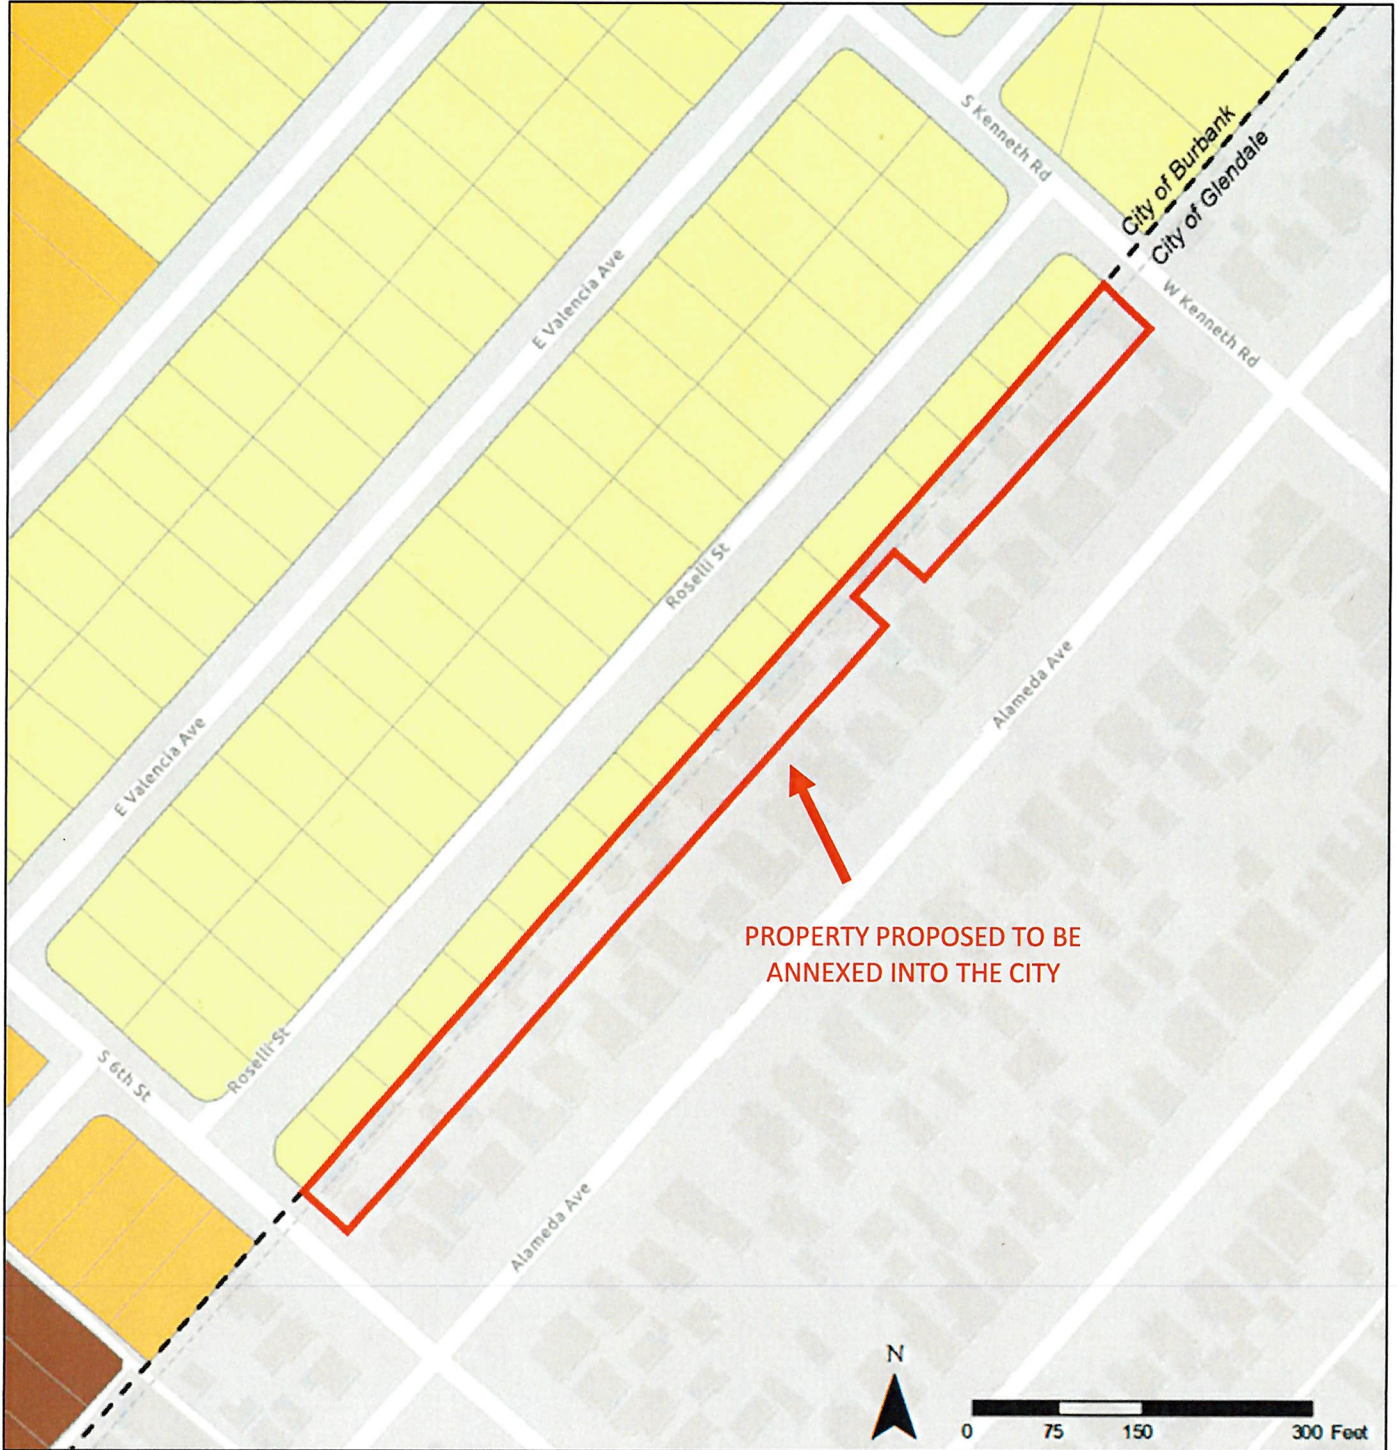 S Kenneth Rd
City of Burbank
City of Glendale
W Kenneth Rd
E Valencia Ave
Roselli St
Alameda Ave
E Valencia Ave
PROPERTY PROPOSED TO BE
ANNEXED INTO THE CITY
Roselli St
S 6th St
Alameda Ave
N
0 75 150 300 Feet